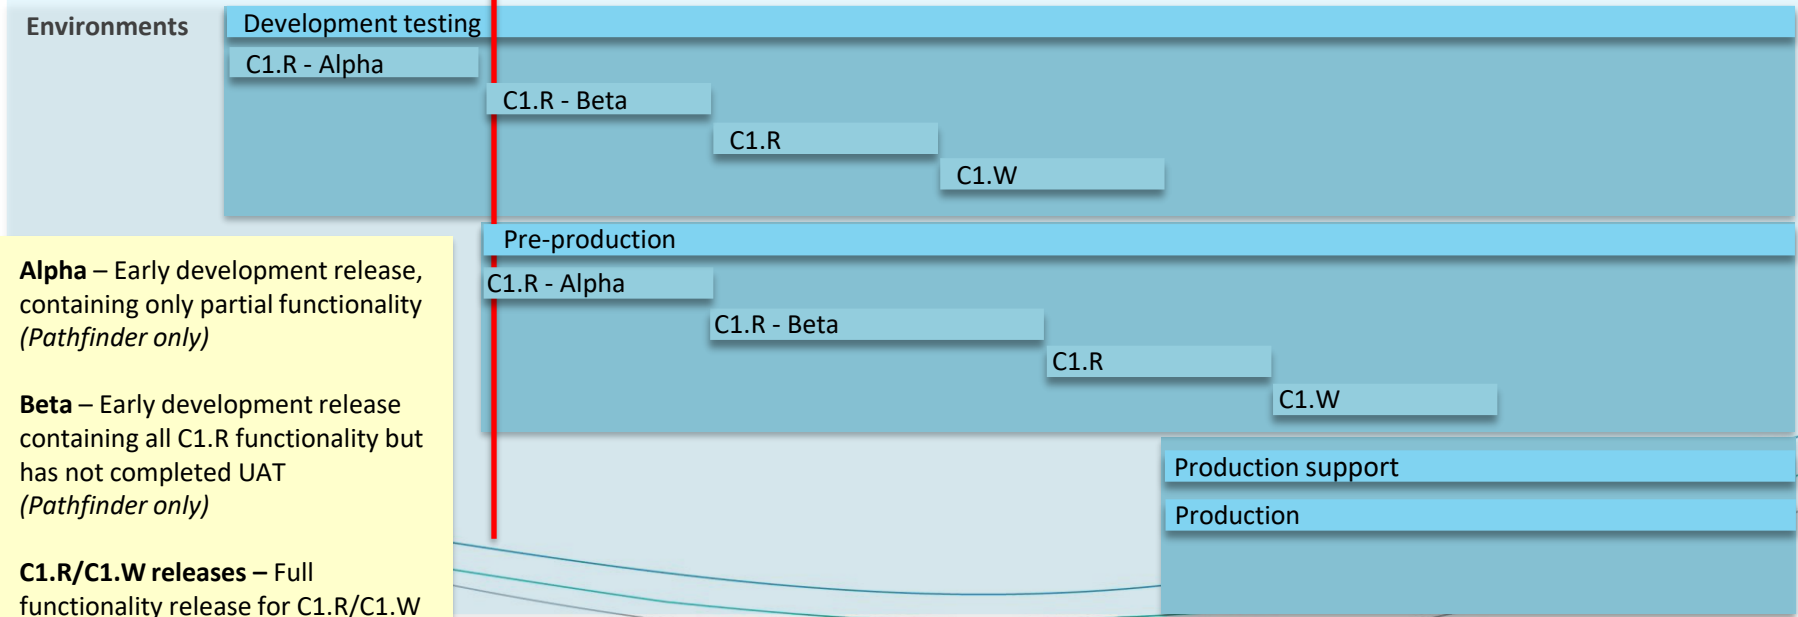 Environments
Development testing
C1.R - Alpha
C1.R - Beta
C1.R
C1.W
Pre-production
C1.R - Alpha
C1.R - Beta
C1.R
C1.W
Production support
Production
Alpha – Early development release,
containing only partial functionality
(Pathfinder only)
Beta – Early development release
containing all C1.R functionality but
has not completed UAT
(Pathfinder only)
C1.R/C1.W releases – Full
functionality release for C1.R/C1.W